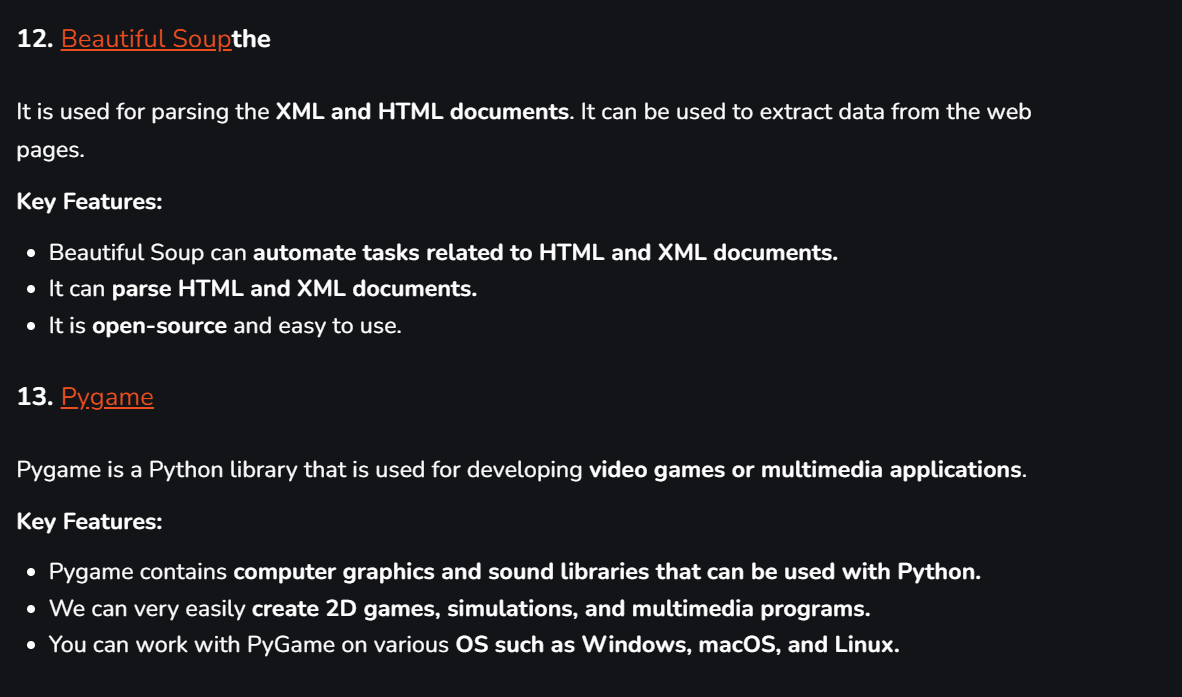 12. Beautiful Soupthe
It is used for parsing the XML and HTML documents. It can be used to extract data from the web
pages.
Key Features:
• Beautiful Soup can automate tasks related to HTML and XML documents.
• It can parse HTML and XML documents.
• It is open-source and easy to use.
13. Pygame
Pygame is a Python library that is used for developing video games or multimedia applications.
Key Features:
• Pygame contains computer graphics and sound libraries that can be used with Python.
• We can very easily create 2D games, simulations, and multimedia programs.
• You can work with PyGame on various OS such as Windows, macOS, and Linux.